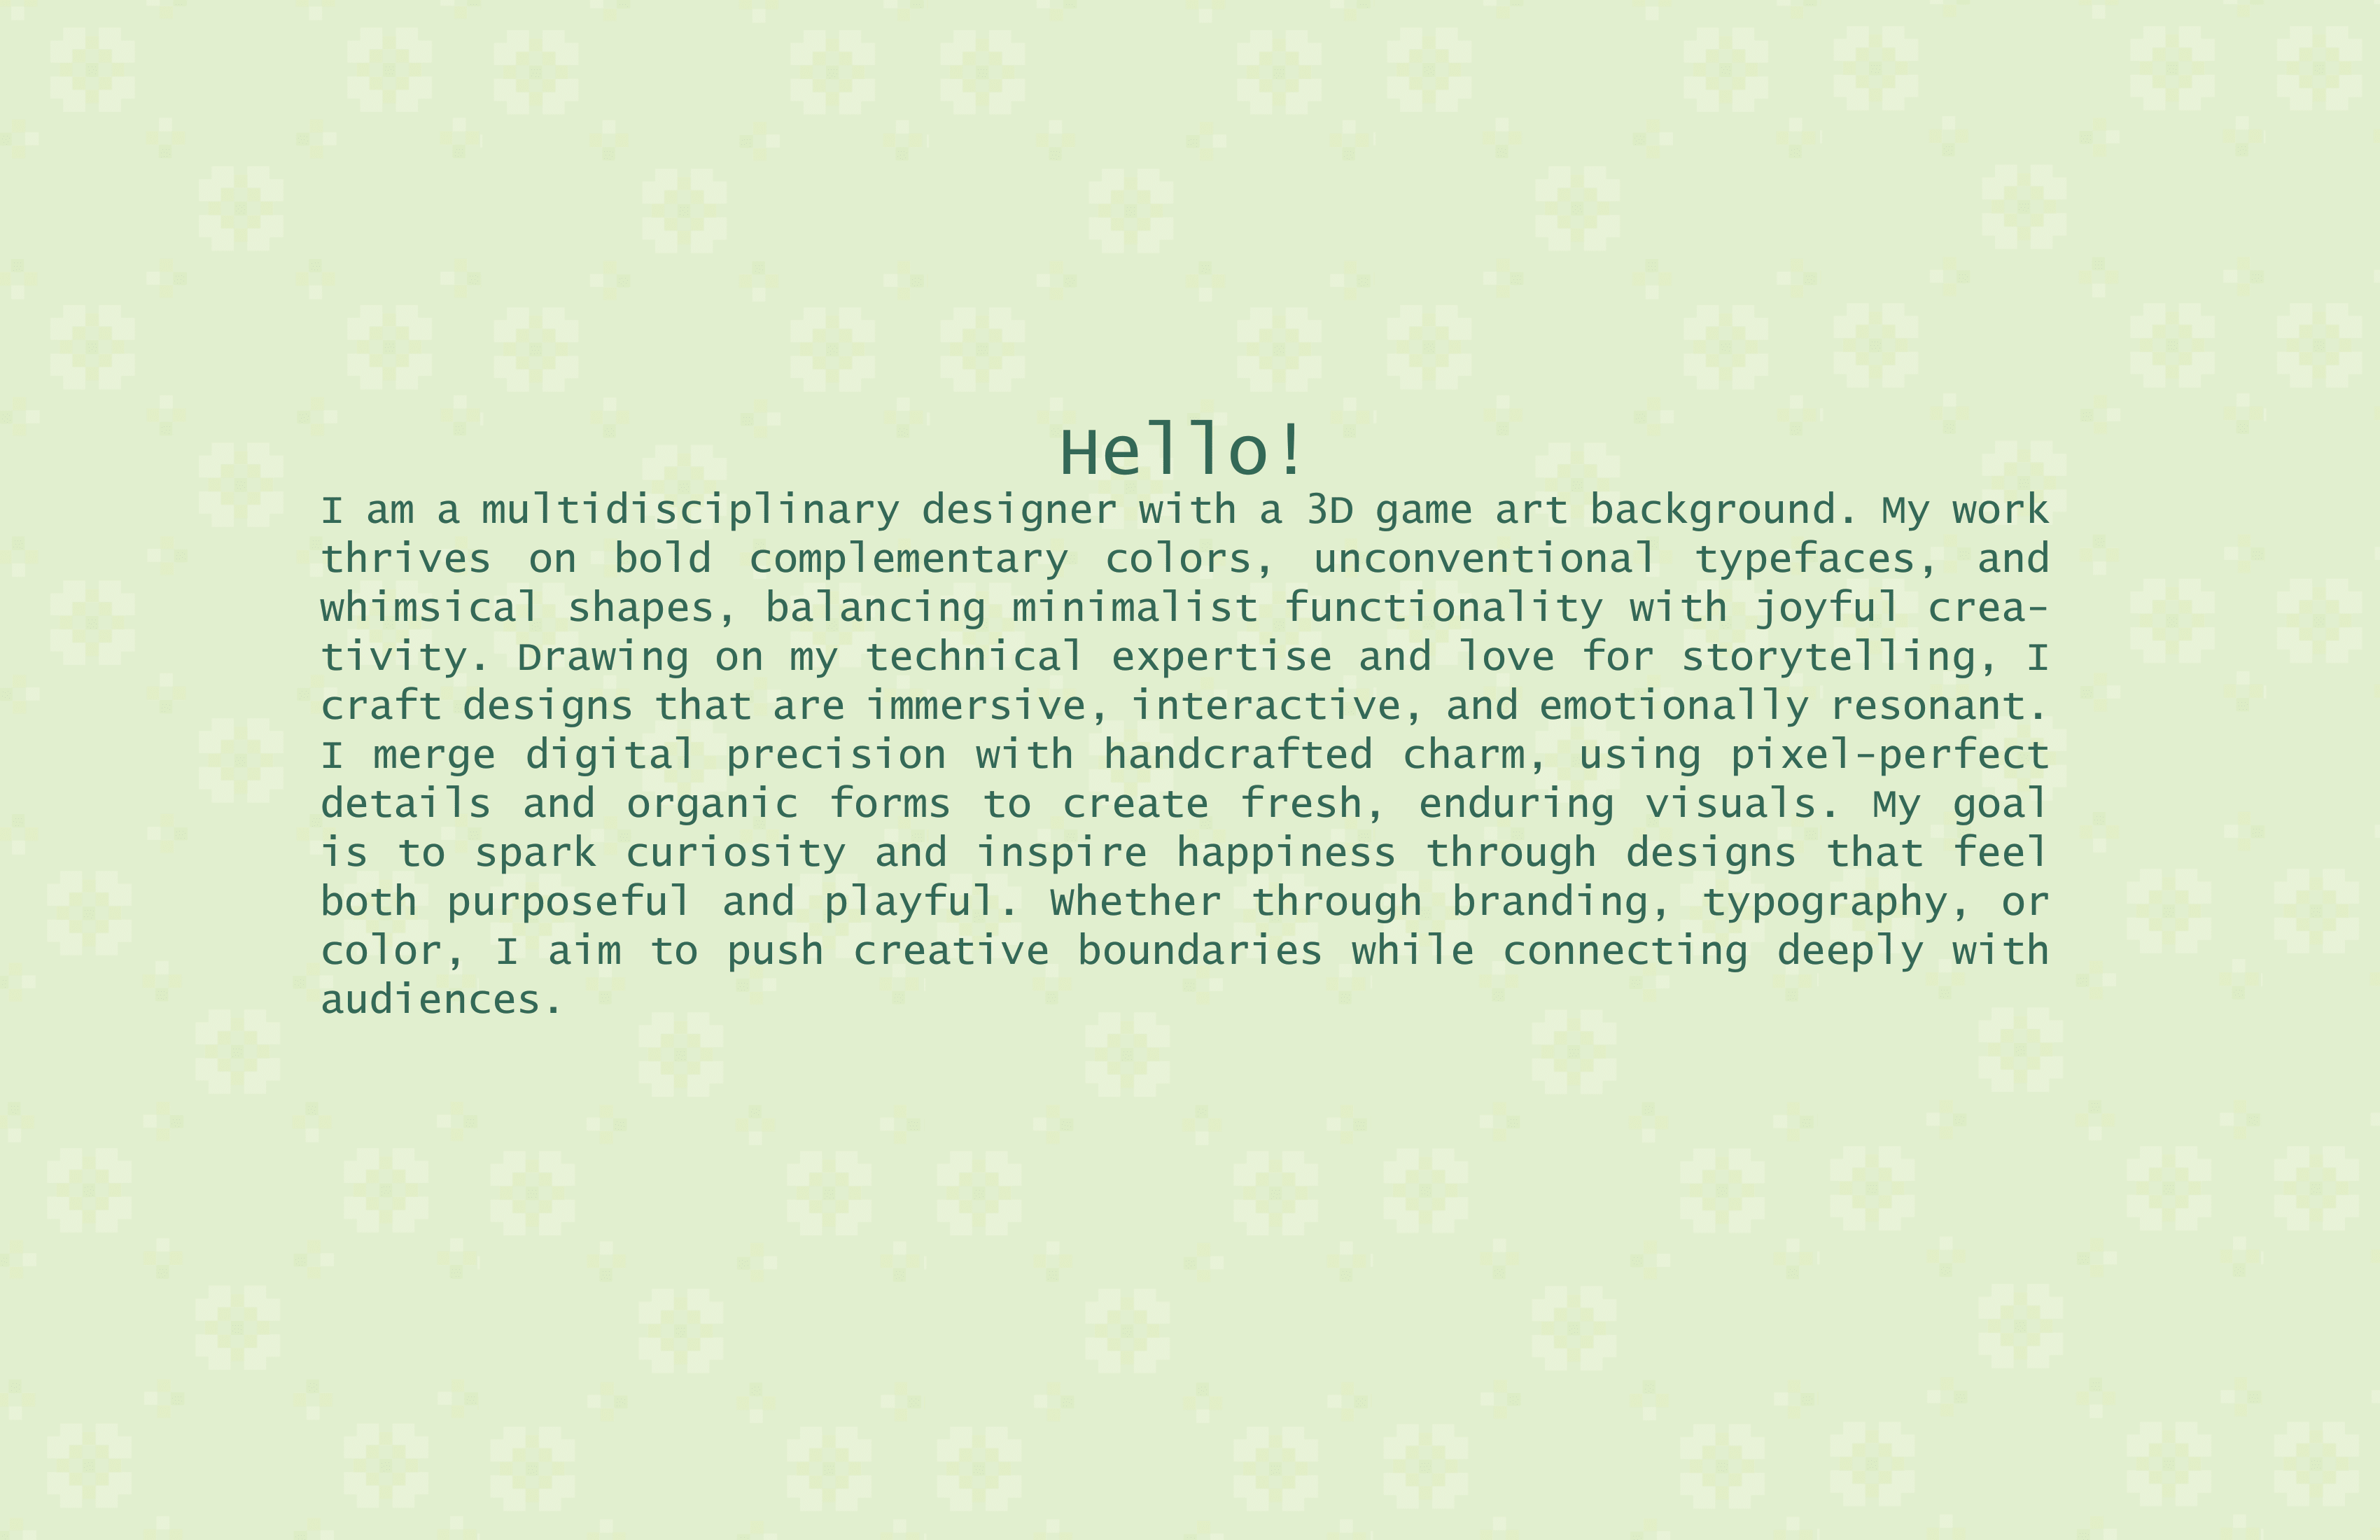 Hello!
I am a multidisciplinary designer with a 3D game art background. My work
thrives on bold complementary colors, unconventional typefaces, and
whimsical shapes, balancing minimalist functionality with joyful crea-
tivity. Drawing on my technical expertise and love for storytelling, I
craft designs that are immersive, interactive, and emotionally resonant.
I merge digital precision with handcrafted charm, using pixel-perfect
details and organic forms to create fresh, enduring visuals. My goal
is to spark curiosity and inspire happiness through designs that feel
both purposeful and playful. Whether through branding, typography, or
color, I aim to push creative boundaries while connecting deeply with
audiences.